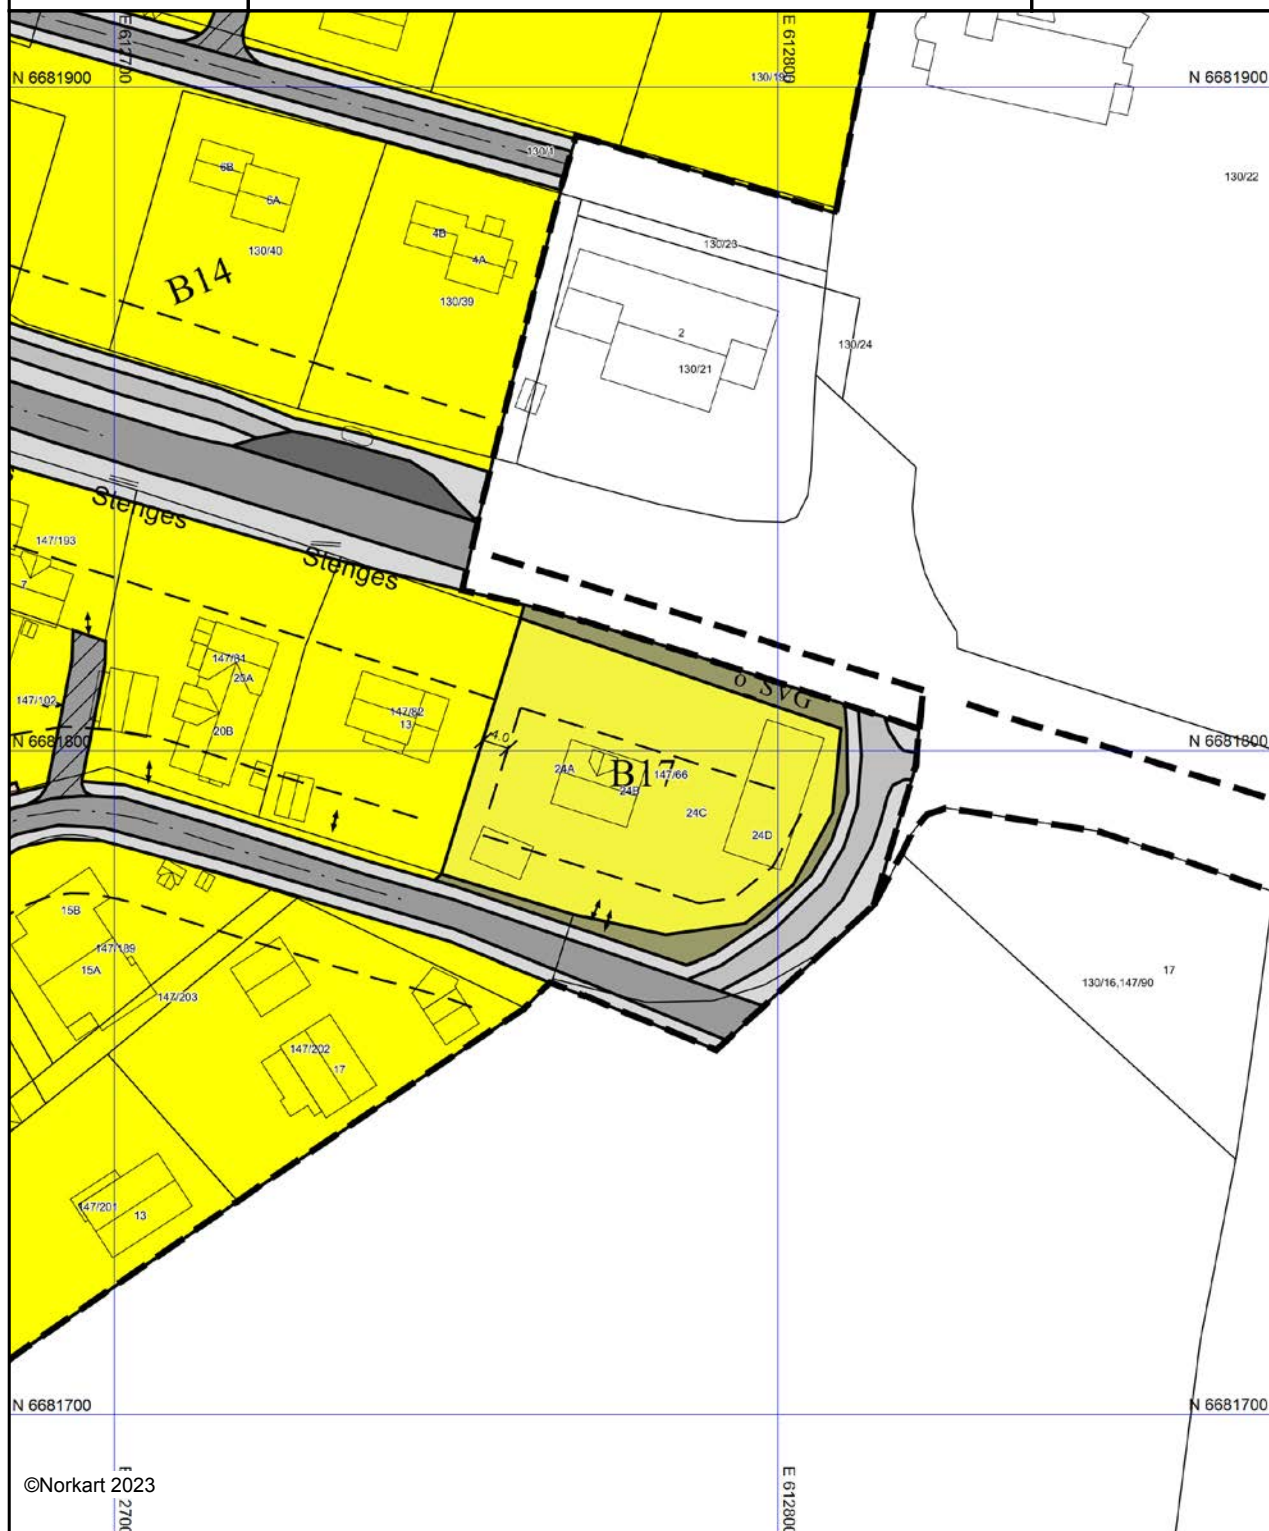 E 612700
E 612800
N 6681900
N 6681900
130/1
130/22
6B
6A
130/40
4B
4A
130/39
130/23
B14
2
130/21
130/24
Stenges
Stenges
147/193
7
147/81
20B
147/102
147/82
13
 o SVG
N 6681800
N 6681800
4.0
24A
B17
147/66
24B
24C
24D
15B
147/189
15A
147/203
17
130/16,147/90
147/202
17
147/201
13
N 6681700
N 6681700
E 612800
©Norkart 2023